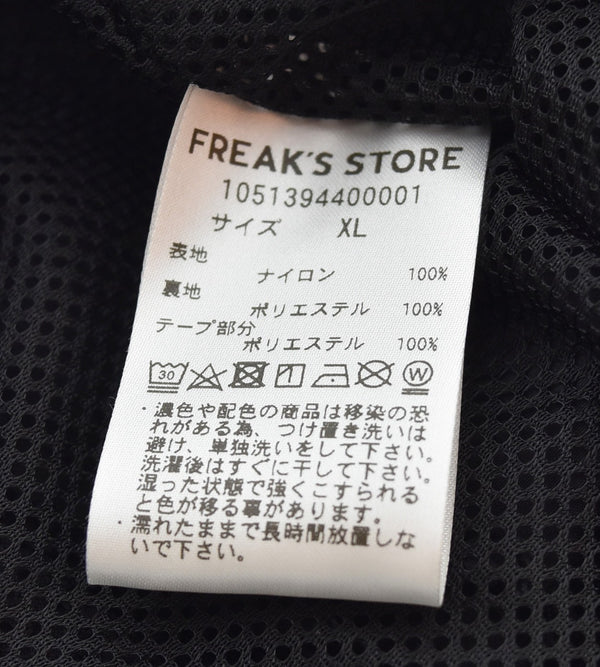 FREAK'S STORE
1051394400001
サイズ XL
表地
ナイロン 100%
裏地
ポリエステル 100%
テープ部分
ポリエステル 100%
30 W
・濃色や配色の商品は移染の恐
れがある為、つけ置き洗いは
避け、単独洗いをして下さい。
洗濯後はすぐに干して下さい。
湿った状態で強くこすられる
と色が移る事があります。
・濡れたままで長時間放置しな
いで下さい。